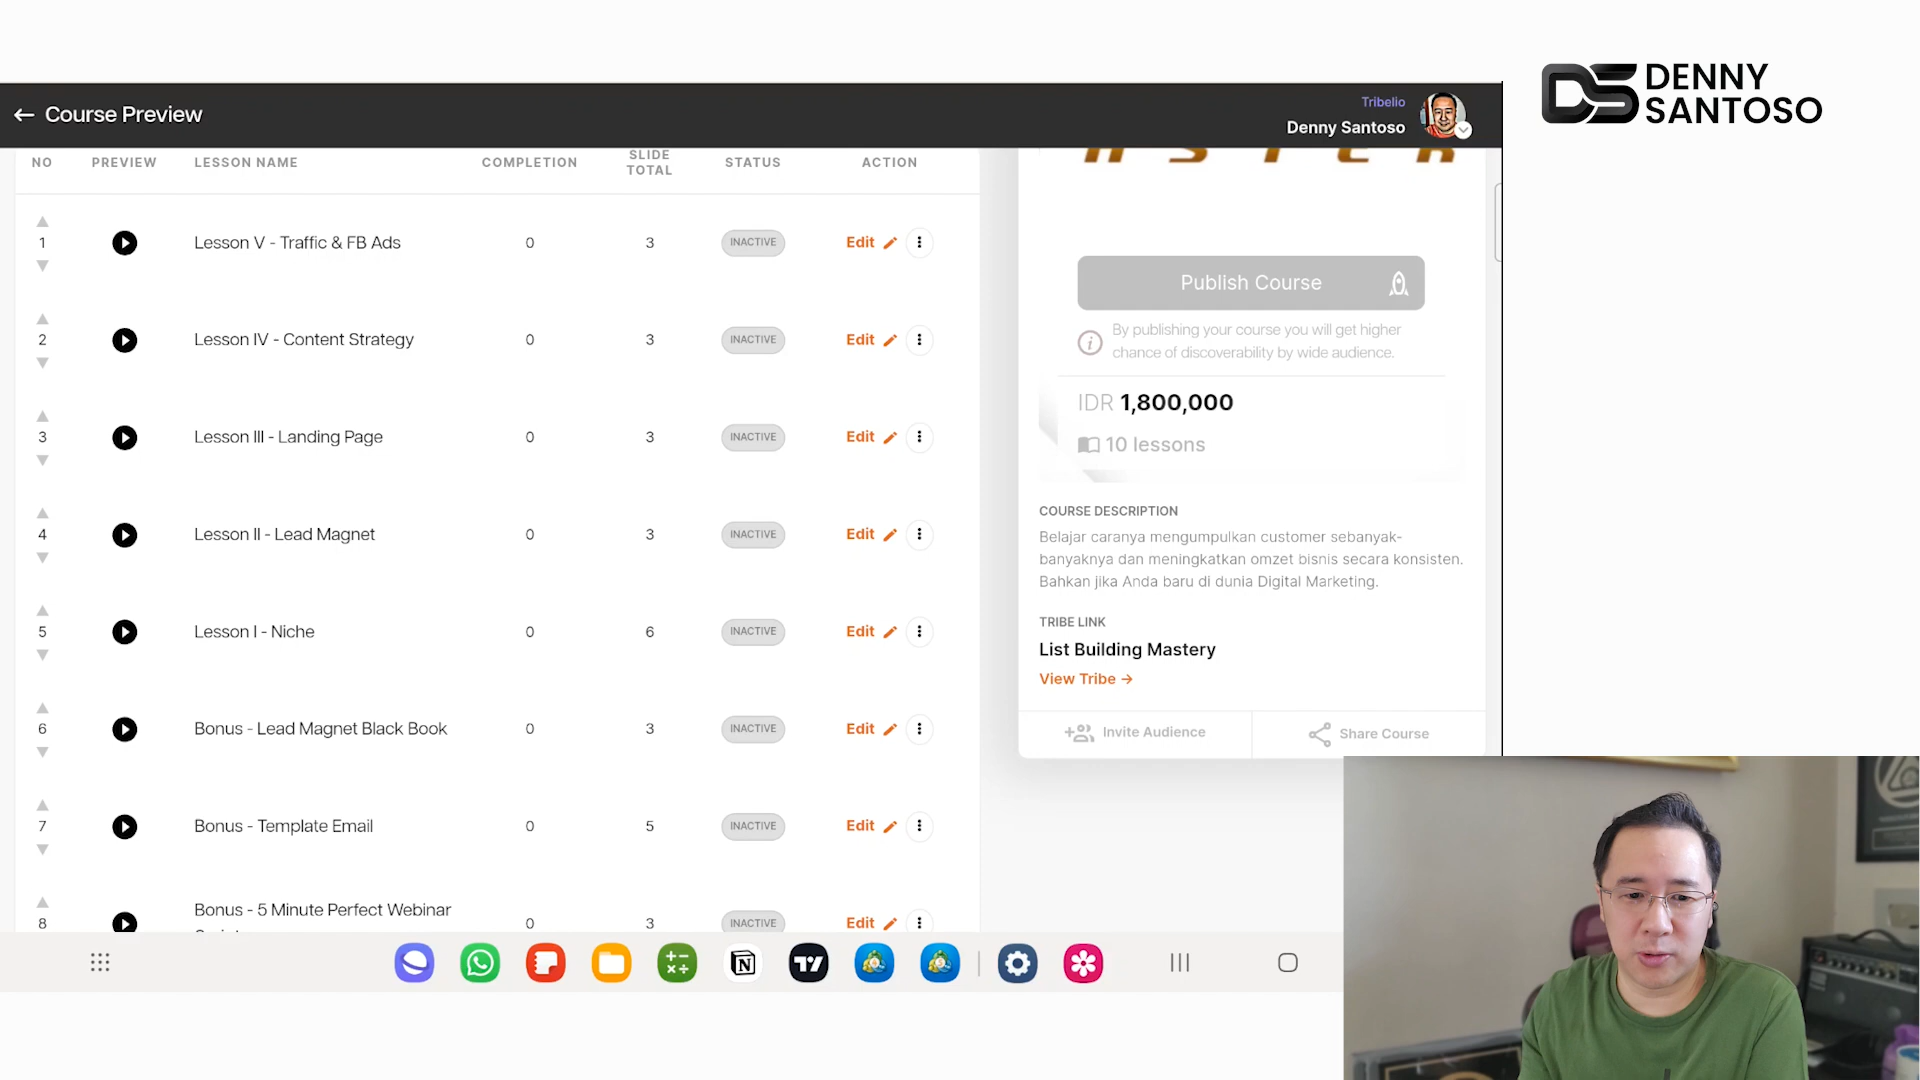 DENNY
SANTOSO
Course Preview
Tribelio
Denny Santoso
NO PREVIEW LESSON NAME COMPLETION SLIDE TOTAL STATUS ACTION
1 Lesson V - Traffic & FB Ads 0 3 INACTIVE Edit
2 Lesson IV - Content Strategy 0 3 INACTIVE Edit
3 Lesson III - Landing Page 0 3 INACTIVE Edit
4 Lesson II - Lead Magnet 0 3 INACTIVE Edit
5 Lesson I - Niche 0 6 INACTIVE Edit
6 Bonus - Lead Magnet Black Book 0 3 INACTIVE Edit
7 Bonus - Template Email 0 5 INACTIVE Edit
8 Bonus - 5 Minute Perfect Webinar 0 3 INACTIVE Edit
Publish Course
By publishing your course you will get higher
chance of discoverability by wide audience.
IDR 1,800,000
10 lessons
COURSE DESCRIPTION
Belajar caranya mengumpulkan customer sebanyak-
banyaknya dan meningkatkan omzet bisnis secara konsisten.
Bahkan jika Anda baru di dunia Digital Marketing.
TRIBE LINK
List Building Mastery
View Tribe →
Invite Audience
Share Course